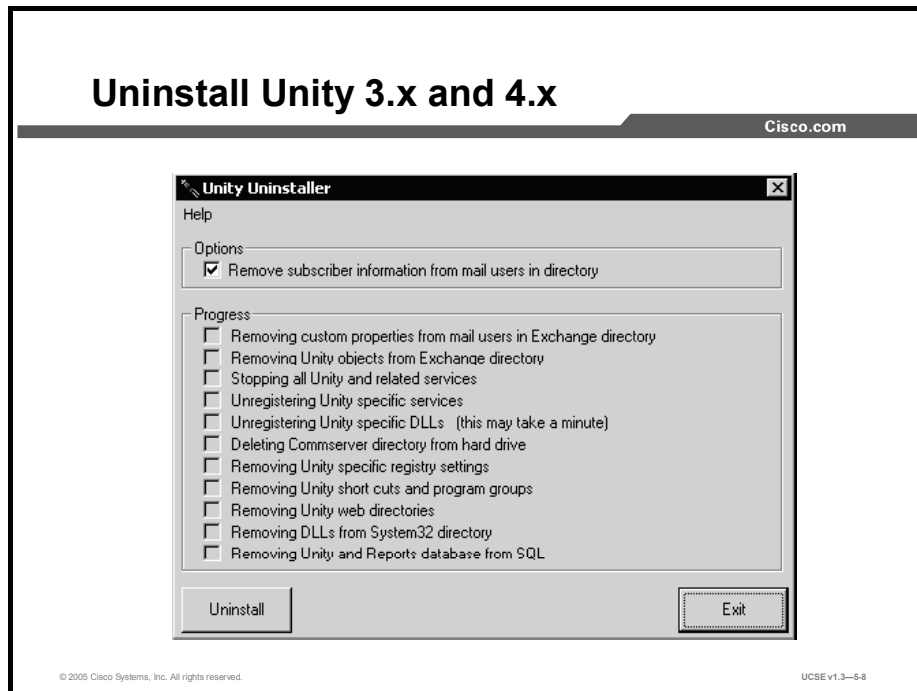 Uninstall Unity 3.x and 4.x
Cisco.com
Unity Uninstaller
Help
Options
Remove subscriber information from mail users in directory
Progress
Removing custom properties from mail users in Exchange directory
Removing Unity objects from Exchange directory
Stopping all Unity and related services
Unregistering Unity specific services
Unregistering Unity specific DLLs (this may take a minute)
Deleting Commserver directory from hard drive
Removing Unity specific registry settings
Removing Unity short cuts and program groups
Removing Unity web directories
Removing DLLs from System32 directory
Removing Unity and Reports database from SQL
Uninstall
Exit
© 2005 Cisco Systems, Inc. All rights reserved.
UCSE v1.3—5-8